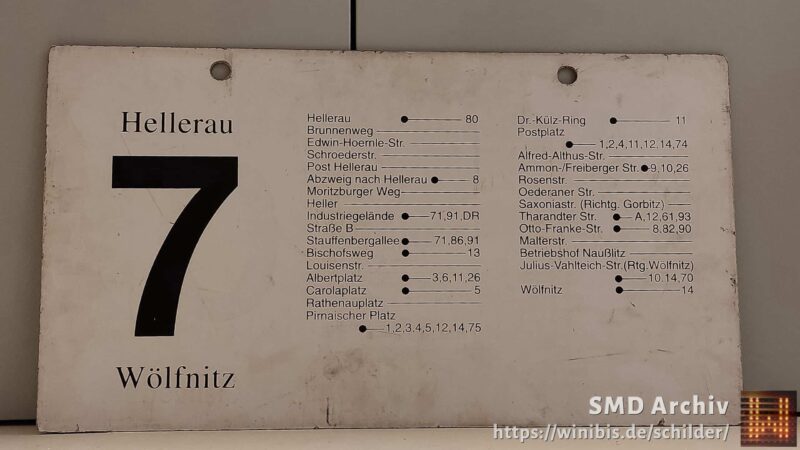 Hellerau
7
Wölfnitz
Hellerau 80
Brunnenweg
Edwin-Hoernle-Str.
Schroederstr.
Post Hellerau
Abzweig nach Hellerau 8
Moritzburger Weg
Heller
Industriegelände 71,91,DR
Straße B
Stauffenbergallee 71,86,91
Bischofsweg 13
Louisenstr.
Albertplatz 3,6,11,26
Carolaplatz 5
Rathenauplatz
Pirnaischer Platz
1,2,3,4,5,12,14,75
Dr.-Külz-Ring 11
Postplatz
1,2,4,11,12,14,74
Alfred-Althus-Str.
Ammon-/Freiberger Str. 9,10,26
Rosenstr.
Oederaner Str.
Saxoniastr. (Richtg. Gorbitz)
Tharandter Str. A,12,61,93
Otto-Franke-Str. 8,82,90
Malterstr.
Betriebshof Naußlitz
Julius-Vahlteich-Str.(Rtg.Wölfnitz)
10,14,70
Wölfnitz 14
SMD Archiv
https://winibis.de/schilder/